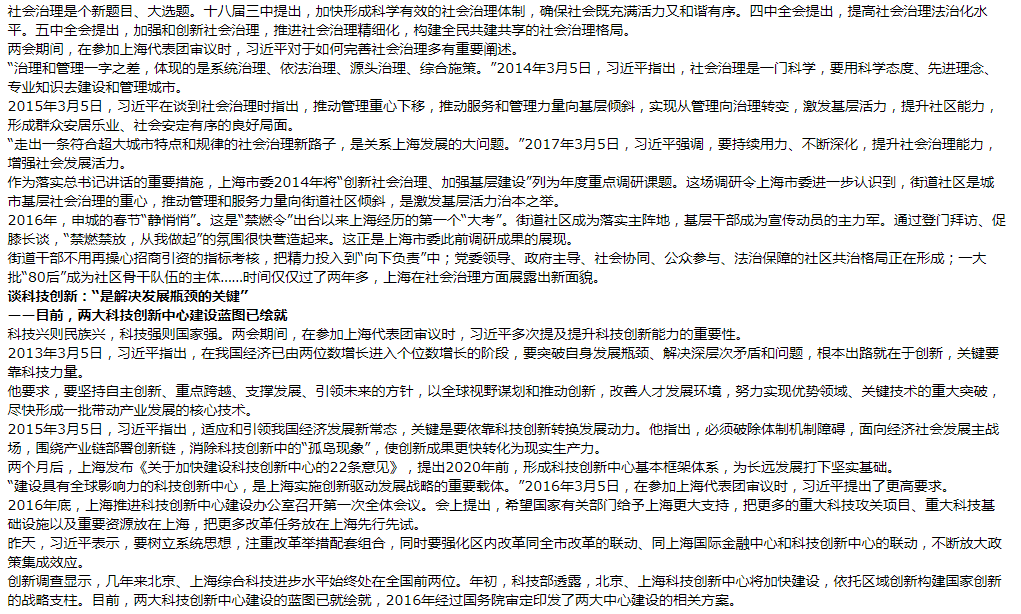 社会治理是个新题目、大选题。十八届三中提出，加快形成科学有效的社会治理体制，确保社会既充满活力又和谐有序。四中全会提出，提高社会治理法治化水
平。五中全会提出，加强和创新社会治理，推进社会治理精细化，构建全民共建共享的社会治理格局。
两会期间，在参加上海代表团审议时，习近平对于如何完善社会治理多有重要阐述。
“治理和管理一字之差，体现的是系统治理、依法治理、源头治理、综合施策。”2014年3月5日，习近平指出，社会治理是一门科学，要用科学态度、先进理念、
专业知识去建设和管理城市。
2015年3月5日，习近平在谈到社会治理时指出，推动管理重心下移，推动服务和管理力量向基层倾斜，实现从管理向治理转变，激发基层活力，提升社区能力，
形成群众安居乐业、社会安定有序的良好局面。
“走出一条符合超大城市特点和规律的社会治理新路子，是关系上海发展的大问题。”2017年3月5日，习近平强调，要持续用力、不断深化，提升社会治理能力，
增强社会发展活力。
作为落实总书记讲话的重要措施，上海市委2014年将“创新社会治理、加强基层建设”列为年度重点调研课题。这场调研令上海市委进一步认识到，街道社区是城
市基层社会治理的重心，推动管理和服务力量向街道社区倾斜，是激发基层活力治本之举。
2016年，申城的春节“静悄悄”。这是“禁燃令”出台以来上海经历的第一个“大考”。街道社区成为落实主阵地，基层干部成为宣传动员的主力军。通过登门拜访、促
膝长谈，“禁燃禁放，从我做起”的氛围很快营造起来。这正是上海市委此前调研成果的展现。
街道干部不用再操心招商引资的指标考核，把精力投入到“向下负责”中；党委领导、政府主导、社会协同、公众参与、法治保障的社区共治格局正在形成；一大
批“80后”成为社区骨干队伍的主体……时间仅仅过了两年多，上海在社会治理方面展露出新面貌。
谈科技创新：“是解决发展瓶颈的关键”
——目前，两大科技创新中心建设蓝图已绘就
科技兴则民族兴，科技强则国家强。两会期间，在参加上海代表团审议时，习近平多次提及提升科技创新能力的重要性。
2013年3月5日，习近平指出，在我国经济已由两位数增长进入个位数增长的阶段，要突破自身发展瓶颈、解决深层次矛盾和问题，根本出路就在于创新，关键要
靠科技力量。
他要求，要坚持自主创新、重点跨越、支撑发展、引领未来的方针，以全球视野谋划和推动创新，改善人才发展环境，努力实现优势领域、关键技术的重大突破，
尽快形成一批带动产业发展的核心技术。
2015年3月5日，习近平指出，适应和引领我国经济发展新常态，关键是要依靠科技创新转换发展动力。他指出，必须破除体制机制障碍，面向经济社会发展主战
场，围绕产业链部署创新链，消除科技创新中的“孤岛现象”，使创新成果更快转化为现实生产力。
两个月后，上海发布《关于加快建设科技创新中心的22条意见》，提出2020年前，形成科技创新中心基本框架体系，为长远发展打下坚实基础。
“建设具有全球影响力的科技创新中心，是上海实施创新驱动发展战略的重要载体。”2016年3月5日，在参加上海代表团审议时，习近平提出了更高要求。
2016年底，上海推进科技创新中心建设办公室召开第一次全体会议。会上提出，希望国家有关部门给予上海更大支持，把更多的重大科技攻关项目、重大科技基
础设施以及重要资源放在上海，把更多改革任务放在上海先行先试。
昨天，习近平表示，要树立系统思想，注重改革举措配套组合，同时要强化区内改革同全市改革的联动、同上海国际金融中心和科技创新中心的联动，不断放大政
策集成效应。
创新调查显示，几年来北京、上海综合科技进步水平始终处在全国前两位。年初，科技部透露，北京、上海科技创新中心将加快建设，依托区域创新构建国家创新
的战略支柱。目前，两大科技创新中心建设的蓝图已就绘就，2016年经过国务院审定印发了两大中心建设的相关方案。